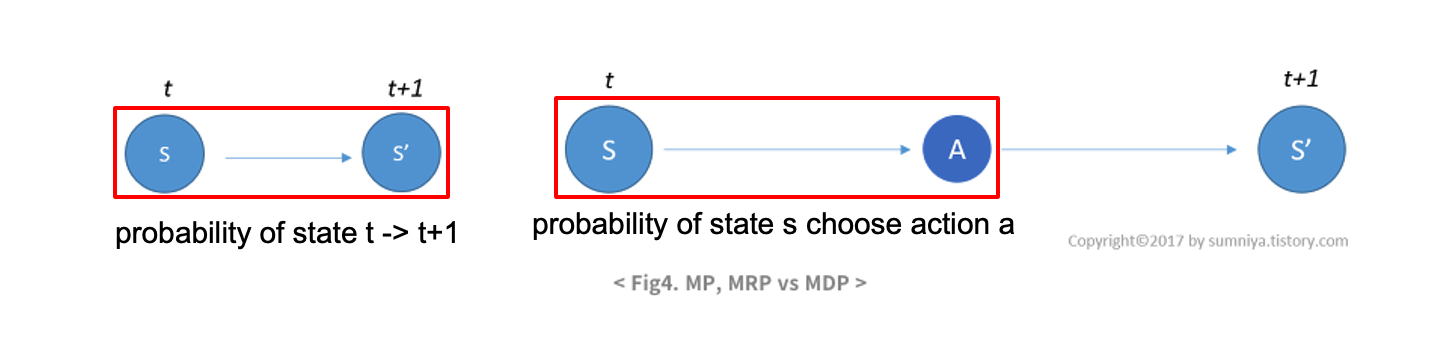 t
t+1
S
S'
probability of state t -> t+1
t
t+1
S
A
S'
probability of state s choose action a
Copyright©2017 by sumniya.tistory.com
< Fig4. MP, MRP vs MDP >